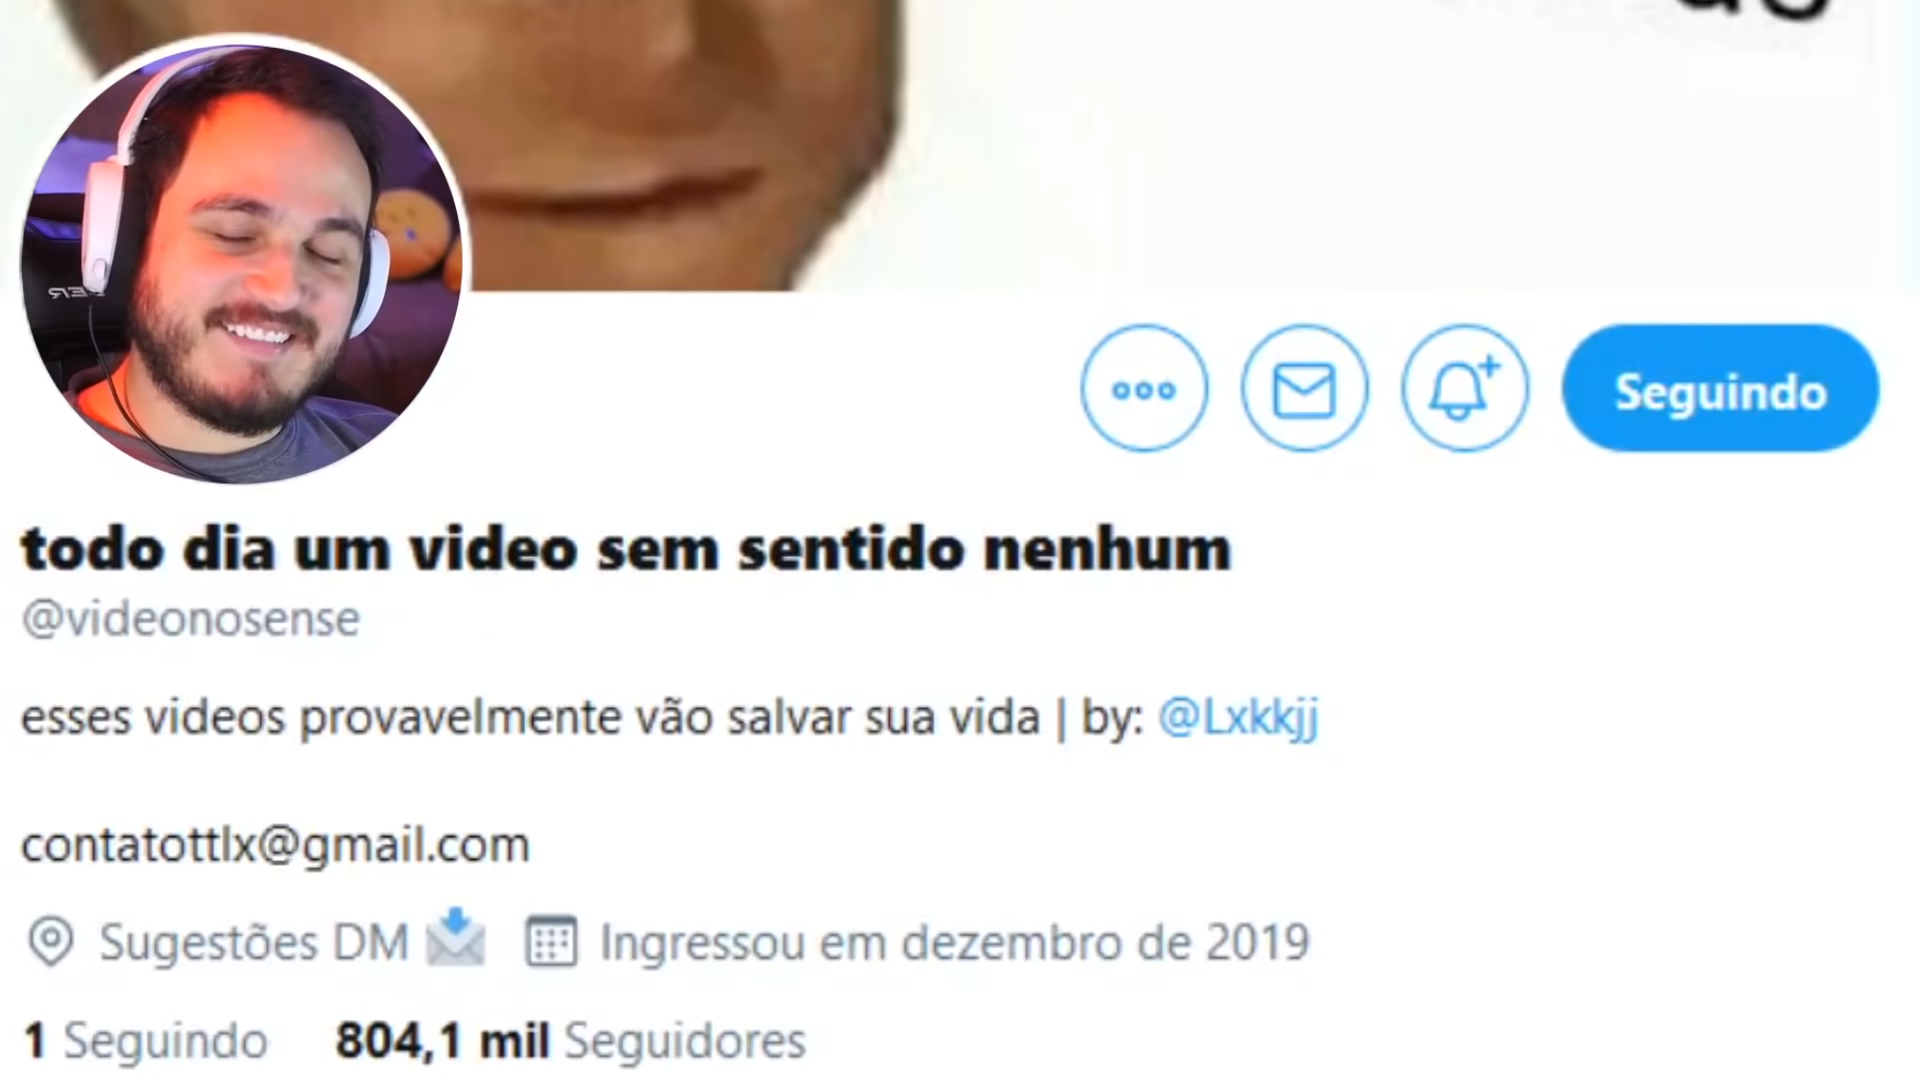 Seguindo
todo dia um video sem sentido nenhum
@videonosense
esses videos provavelmente vão salvar sua vida | by: @Lxkkjj
contatottlx@gmail.com
Sugestões DM Ingressou em dezembro de 2019
1 Seguindo 804,1 mil Seguidores